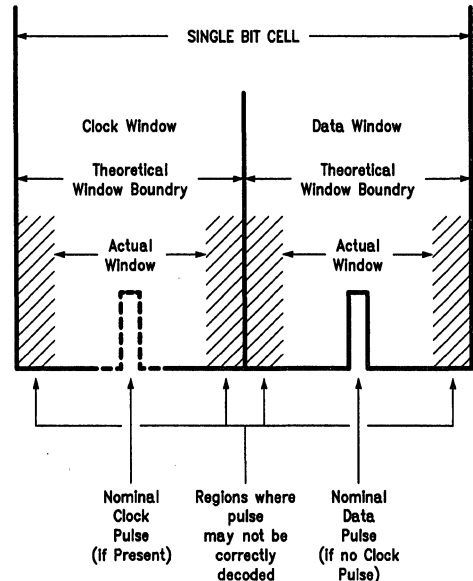 SINGLE BIT CELL
Clock Window
Data Window
Theoretical
Window Boundry
Theoretical
Window Boundry
Actual
Window
Actual
Window
Nominal
Clock
Pulse
(if Present)
Regions where
pulse
may not be
correctly
decoded
Nominal
Data
Pulse
(if no Clock
Pulse)